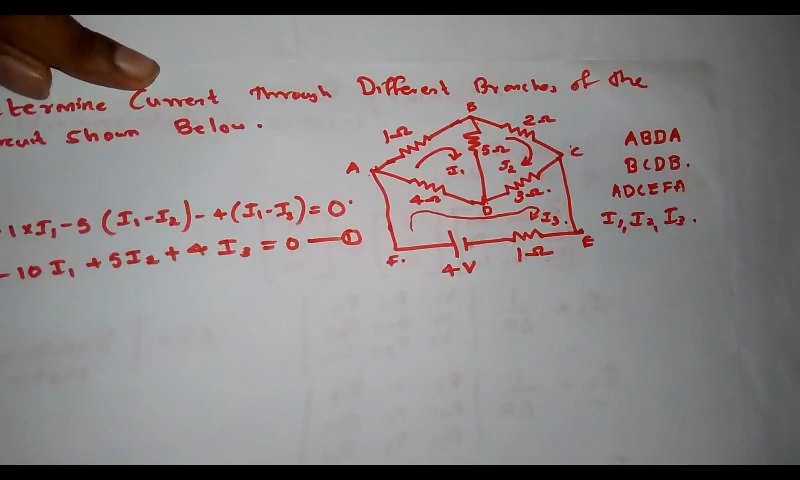 termine Current Through Different Branches of the
cuit Shown Below.
B
1Ω
2Ω
5Ω
A
I₁
I₂
C
4Ω
3Ω.
D
I₃.
F.
E
4V
1Ω
ABDA
BCDB.
ADCEFA
I₁, I₂, I₃.
- 1×I₁ - 5 (I₁-I₂) - 4(I₁-I₃) = 0
- 10 I₁ + 5I₂ + 4 I₃ = 0 — ①